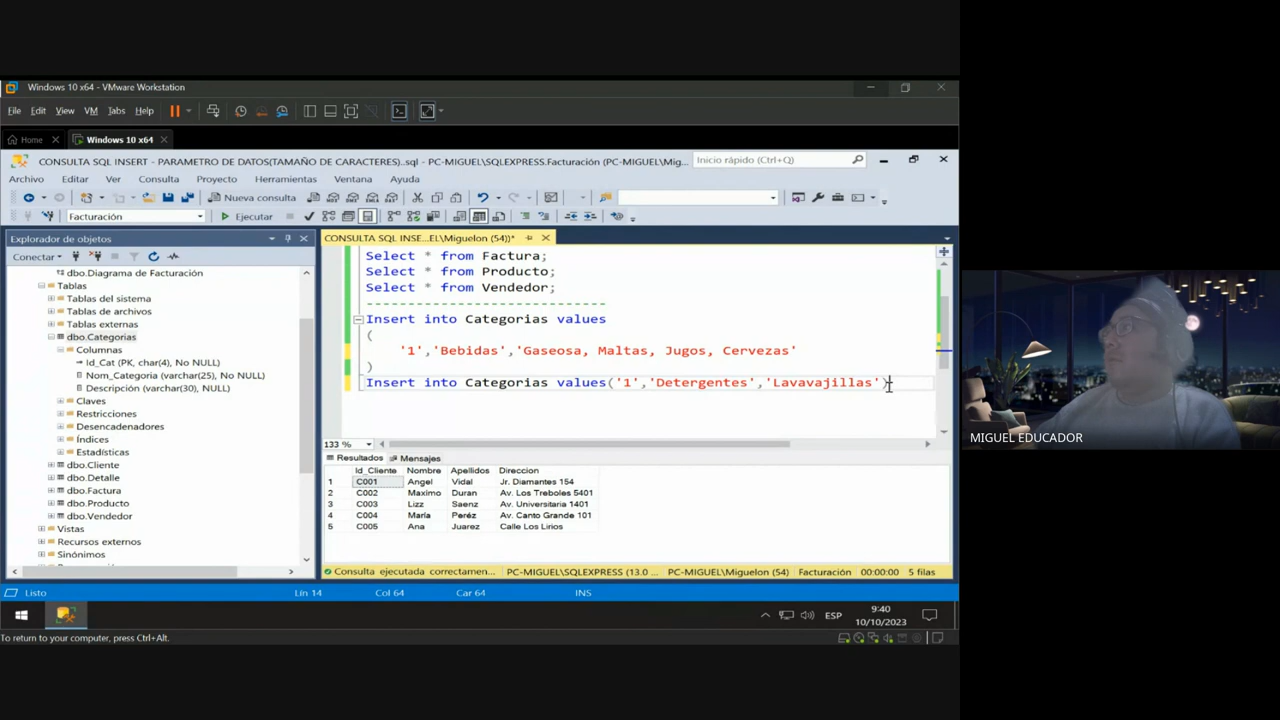 Windows 10 x64 - VMware Workstation
File Edit View VM Tabs Help
Home Windows 10 x64
CONSULTA SQL INSERT - PARAMETRO DE DATOS(TAMAÑO DE CARACTERES)..sql - PC-MIGUEL\SQLEXPRESS.Facturación (PC-MIGUEL\Mig... Inicio rápido (Ctrl+Q)
Archivo Editar Ver Consulta Proyecto Herramientas Ventana Ayuda
Nueva consulta
Facturación Ejecutar
Explorador de objetos
Conectar
dbo.Diagrama de Facturación
Tablas
Tablas del sistema
Tablas de archivos
Tablas externas
dbo.Categorias
Columnas
Id_Cat (PK, char(4), No NULL)
Nom_Categoria (varchar(25), No NULL)
Descripción (varchar(30), NULL)
Claves
Restricciones
Desencadenadores
Índices
Estadísticas
dbo.Cliente
dbo.Detalle
dbo.Factura
dbo.Producto
dbo.Vendedor
Vistas
Recursos externos
Sinónimos
CONSULTA SQL INSE...EL\Miguelon (54))*
Select * from Factura;
Select * from Producto;
Select * from Vendedor;
-----------------------------
Insert into Categorias values
(
'1','Bebidas','Gaseosa, Maltas, Jugos, Cervezas'
)
Insert into Categorias values('1','Detergentes','Lavavajillas')
133 %
Resultados Mensajes
Id_Cliente Nombre Apellidos Direccion
1 C001 Angel Vidal Jr. Diamantes 154
2 C002 Maximo Duran Av. Los Treboles 5401
3 C003 Lizz Saenz Av. Universitaria 1401
4 C004 María Peréz Av. Canto Grande 101
5 C005 Ana Juarez Calle Los Lirios
Consulta ejecutada correctamen... PC-MIGUEL\SQLEXPRESS (13.0 ... PC-MIGUEL\Miguelon (54) Facturación 00:00:00 5 filas
Listo Lín 14 Col 64 Car 64 INS
ESP 9:40
10/10/2023
To return to your computer, press Ctrl+Alt.
MIGUEL EDUCADOR